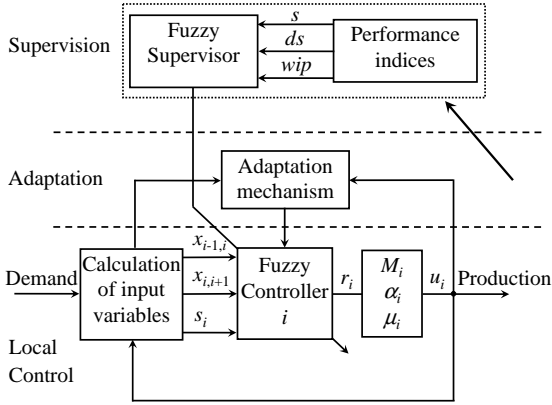 Supervision
Fuzzy
Supervisor
s
ds
wip
Performance
indices
Adaptation
Adaptation
mechanism
Demand
Calculation
of input
variables
x_{i-1,i}
x_{i,i+1}
s_i
Fuzzy
Controller
i
r_i
M_i
α_i
μ_i
u_i
Production
Local
Control